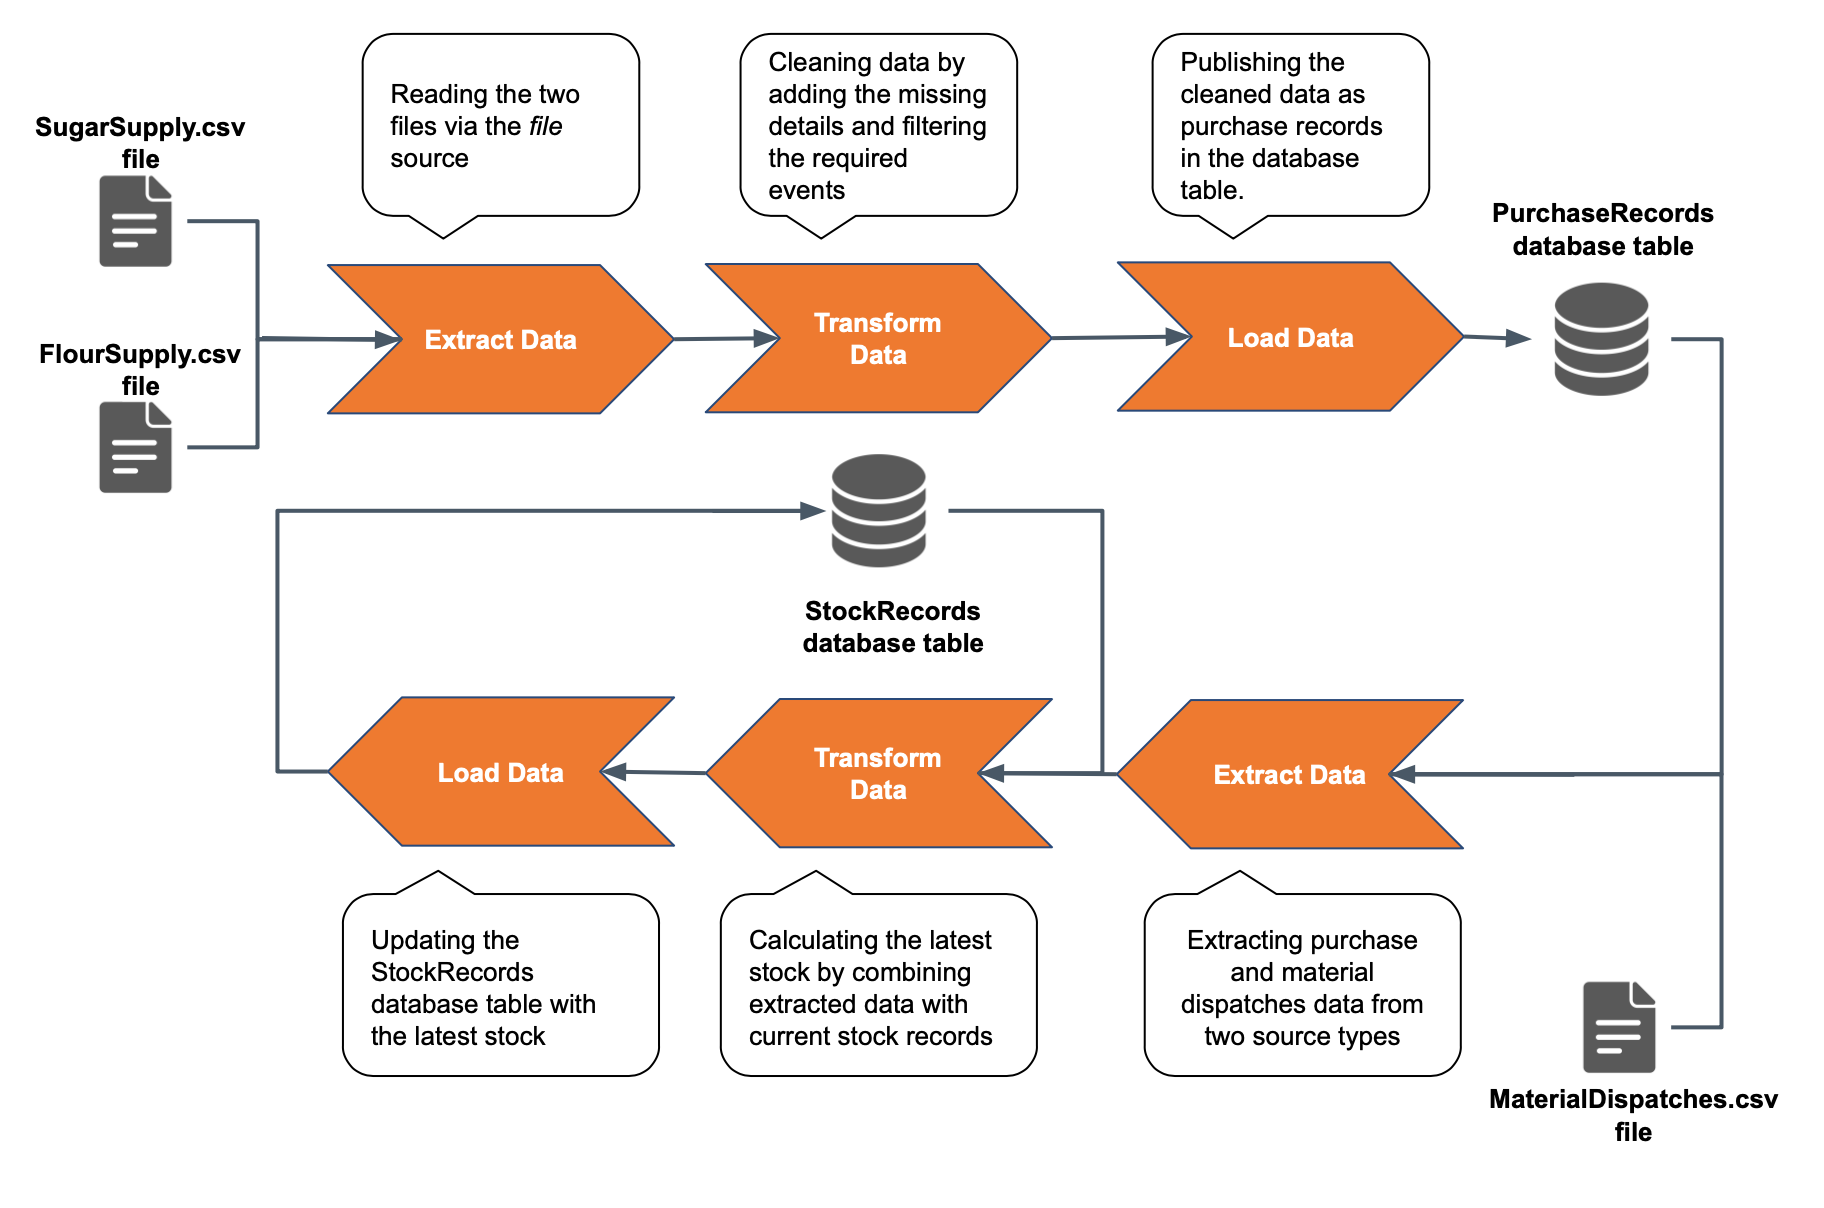 SugarSupply.csv
file
FlourSupply.csv
file
Reading the two
files via the file
source
Cleaning data by
adding the missing
details and filtering
the required
events
Publishing the
cleaned data as
purchase records
in the database
table.
PurchaseRecords
database table
Extract Data
Transform
Data
Load Data
StockRecords
database table
Load Data
Transform
Data
Extract Data
Updating the
StockRecords
database table with
the latest stock
Calculating the latest
stock by combining
extracted data with
current stock records
Extracting purchase
and material
dispatches data from
two source types
MaterialDispatches.csv
file